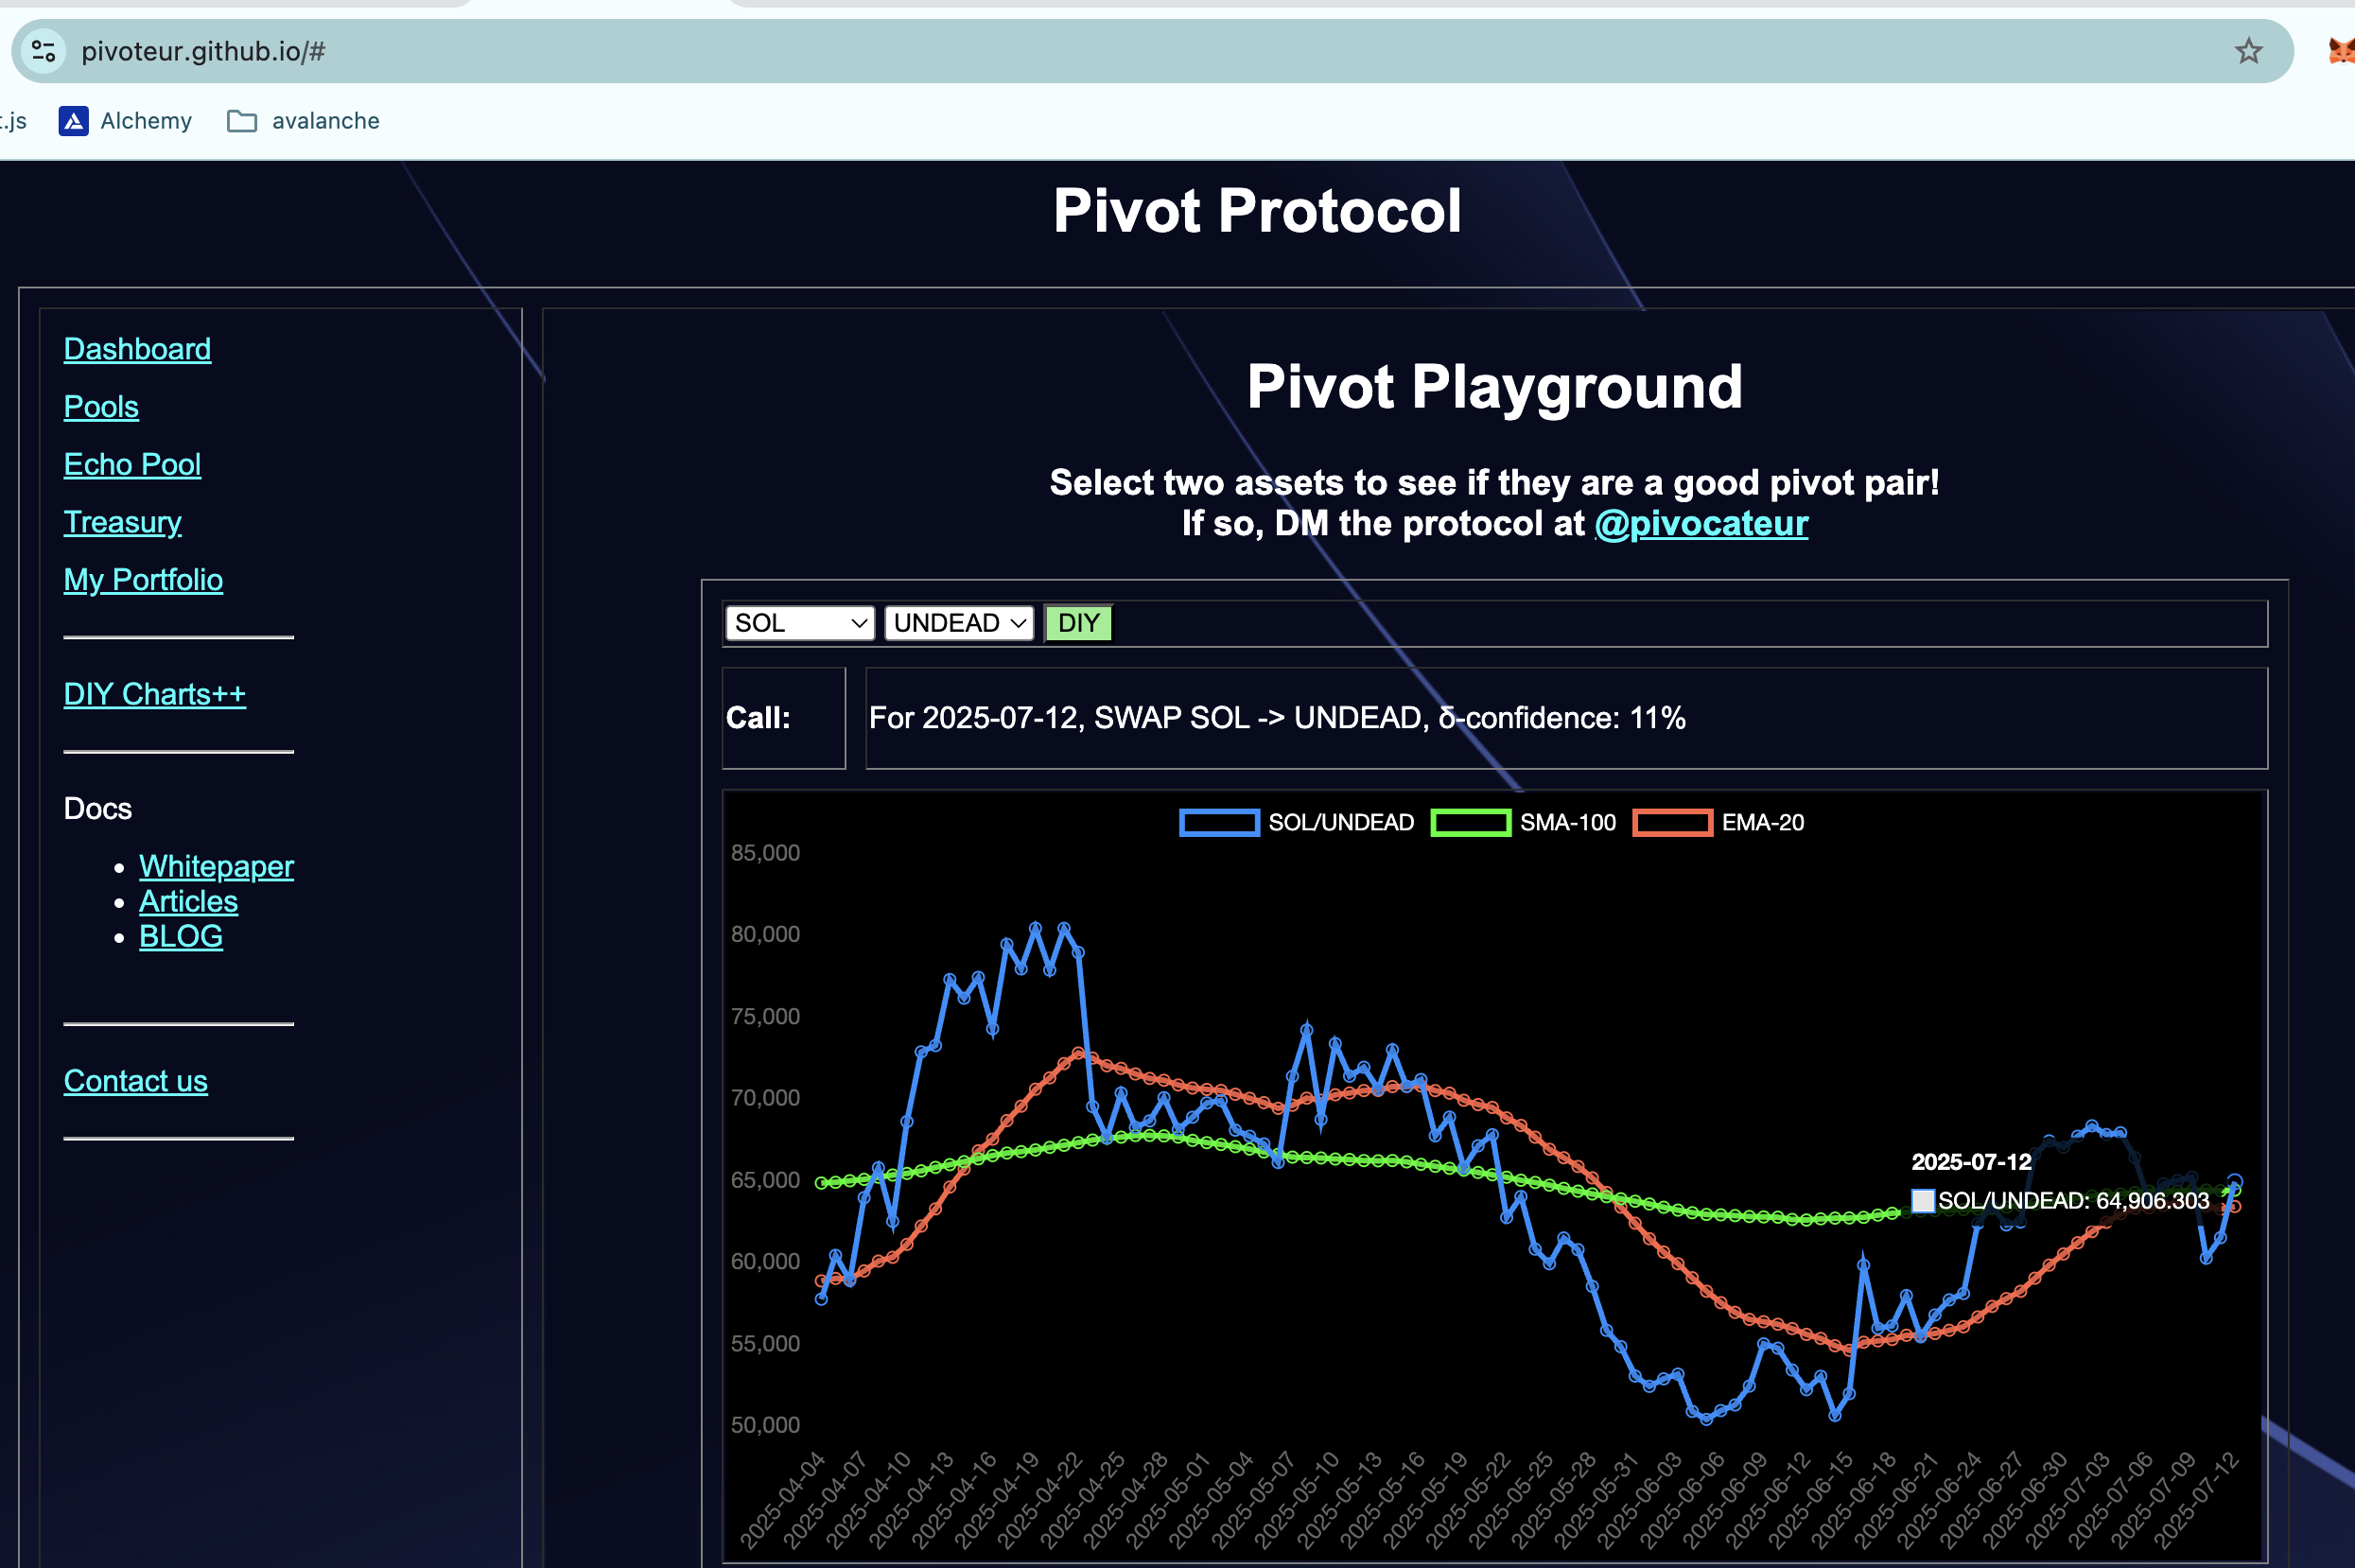 pivoteur.github.io/#
t.js Alchemy avalanche
Pivot Protocol
Dashboard
Pools
Echo Pool
Treasury
My Portfolio
DIY Charts++
Docs
Whitepaper
Articles
BLOG
Contact us
Pivot Playground
Select two assets to see if they are a good pivot pair!
If so, DM the protocol at @pivocateur
SOL UNDEAD DIY
Call: For 2025-07-12, SWAP SOL -> UNDEAD, δ-confidence: 11%
SOL/UNDEAD SMA-100 EMA-20
85,000
80,000
75,000
70,000
65,000
60,000
55,000
50,000
2025-07-12
SOL/UNDEAD: 64,906.303
2025-04-04
2025-04-07
2025-04-10
2025-04-13
2025-04-16
2025-04-19
2025-04-22
2025-04-25
2025-04-28
2025-05-01
2025-05-04
2025-05-07
2025-05-10
2025-05-13
2025-05-16
2025-05-19
2025-05-22
2025-05-25
2025-05-28
2025-05-31
2025-06-03
2025-06-06
2025-06-09
2025-06-12
2025-06-15
2025-06-18
2025-06-21
2025-06-24
2025-06-27
2025-06-30
2025-07-03
2025-07-06
2025-07-09
2025-07-12